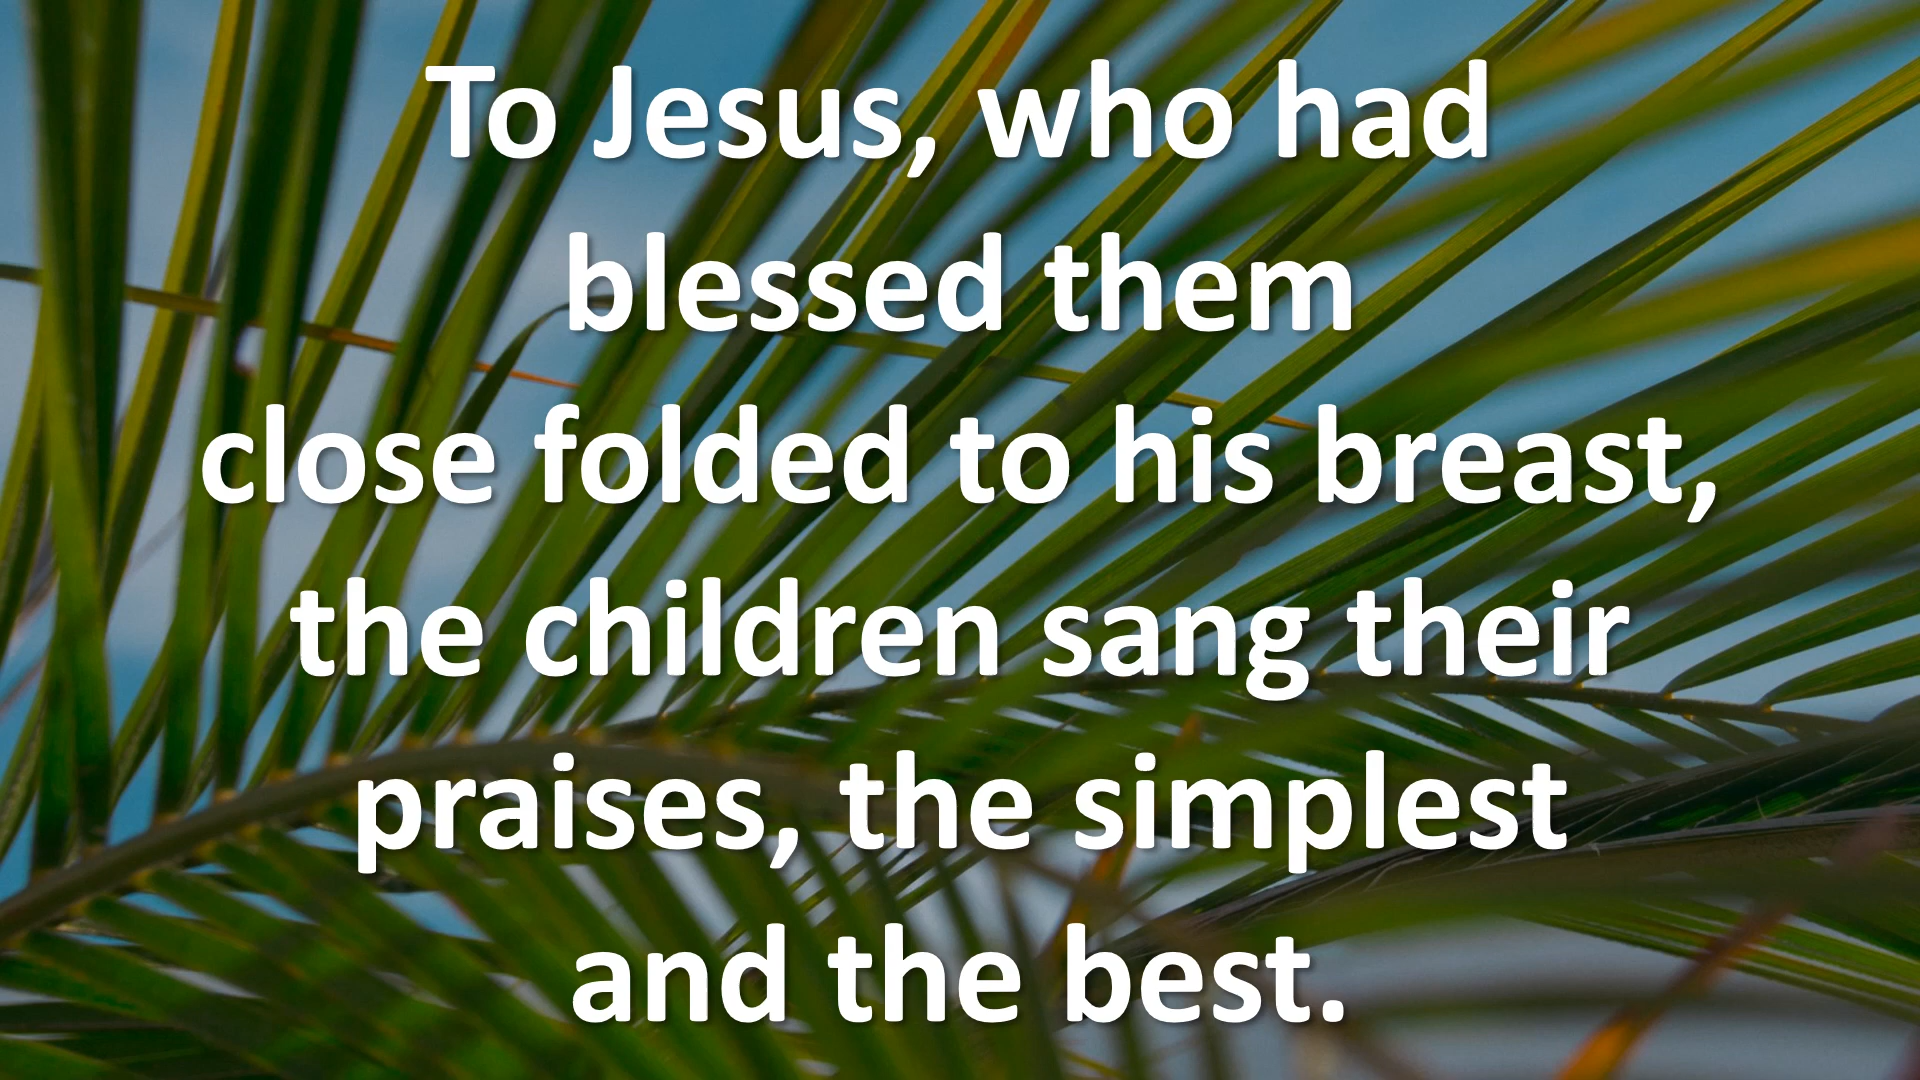 To Jesus, who had
blessed them
close folded to his breast,
the children sang their
praises, the simplest
and the best.